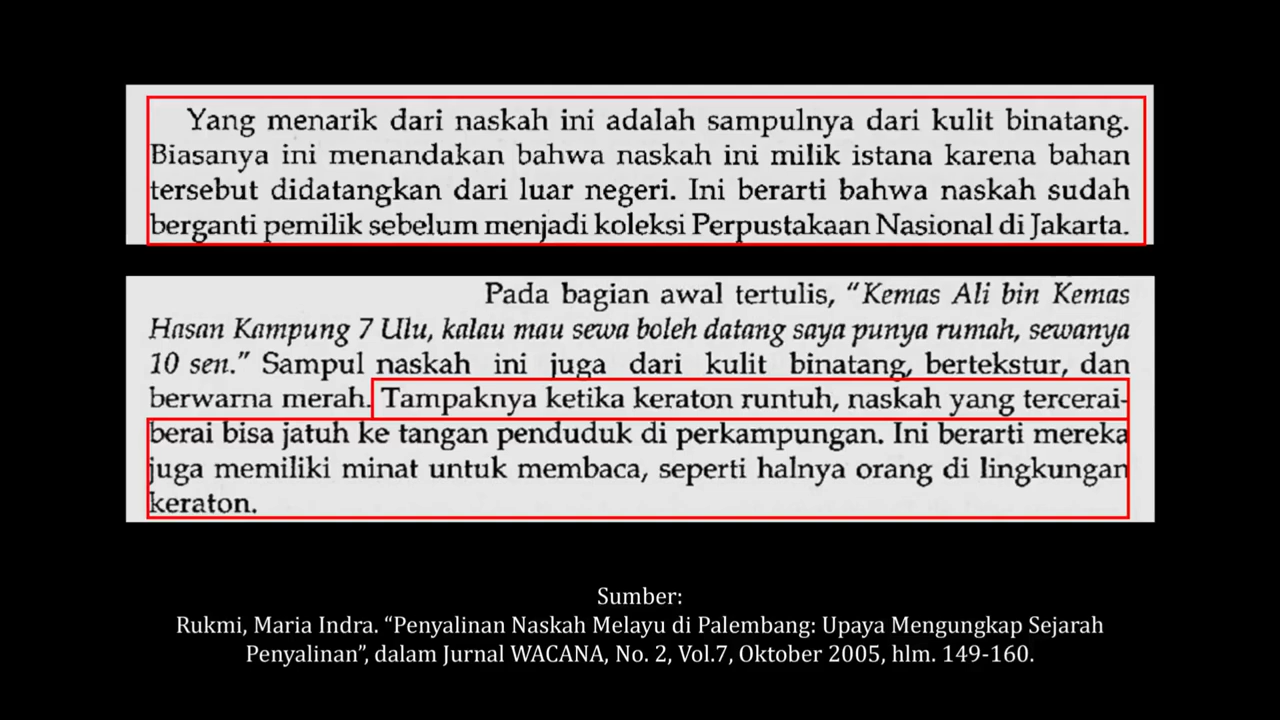 Yang menarik dari naskah ini adalah sampulnya dari kulit binatang.
Biasanya ini menandakan bahwa naskah ini milik istana karena bahan
tersebut didatangkan dari luar negeri. Ini berarti bahwa naskah sudah
berganti pemilik sebelum menjadi koleksi Perpustakaan Nasional di Jakarta.
Pada bagian awal tertulis, “Kemas Ali bin Kemas
Hasan Kampung 7 Ulu, kalau mau sewa boleh datang saya punya rumah, sewanya
10 sen.” Sampul naskah ini juga dari kulit binatang, bertekstur, dan
berwarna merah. Tampaknya ketika keraton runtuh, naskah yang tercerai-
berai bisa jatuh ke tangan penduduk di perkampungan. Ini berarti mereka
juga memiliki minat untuk membaca, seperti halnya orang di lingkungan
keraton.
Sumber:
Rukmi, Maria Indra. “Penyalinan Naskah Melayu di Palembang: Upaya Mengungkap Sejarah
Penyalinan”, dalam Jurnal WACANA, No. 2, Vol.7, Oktober 2005, hlm. 149-160.